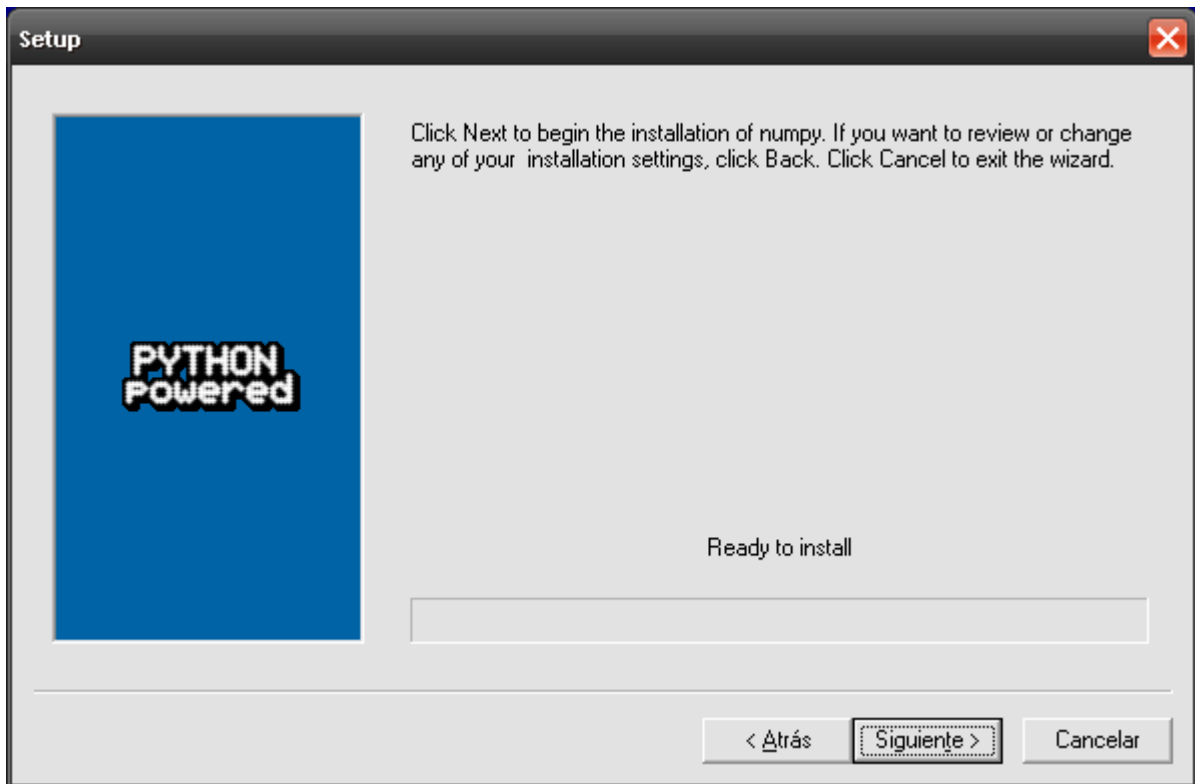 Setup
Click Next to begin the installation of numpy. If you want to review or change
any of your  installation settings, click Back. Click Cancel to exit the wizard.
PYTHON
powered
Ready to install
< Atrás
Siguiente >
Cancelar